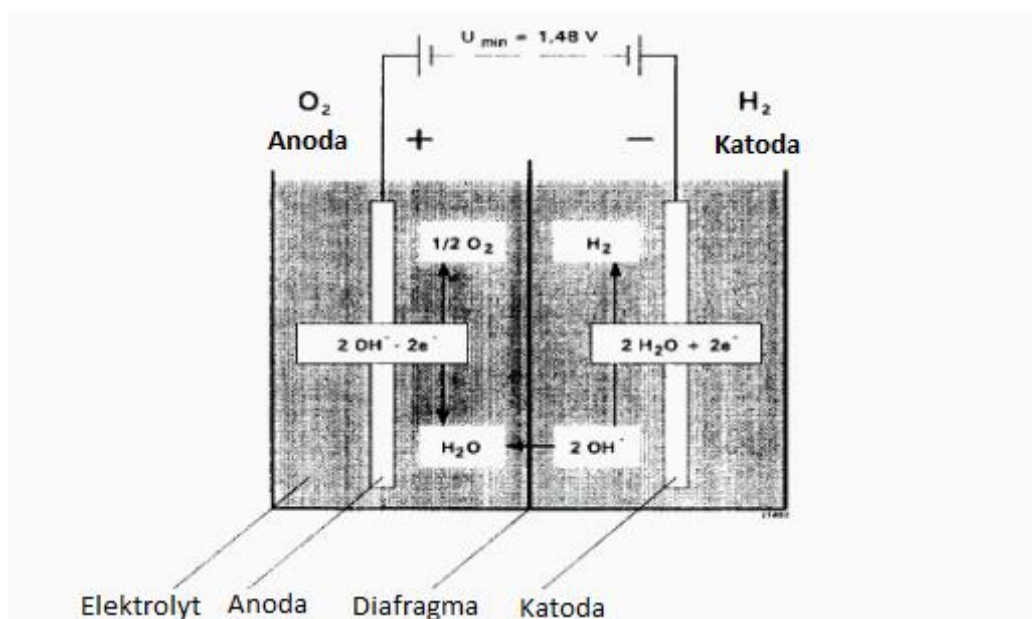 U min = 1,48 V
O₂
Anoda
+
−
H₂
Katoda
1/2 O₂
H₂
2 OH⁻ - 2e⁻
2 H₂O + 2e⁻
H₂O
2 OH⁻
Elektrolyt
Anoda
Diafragma
Katoda